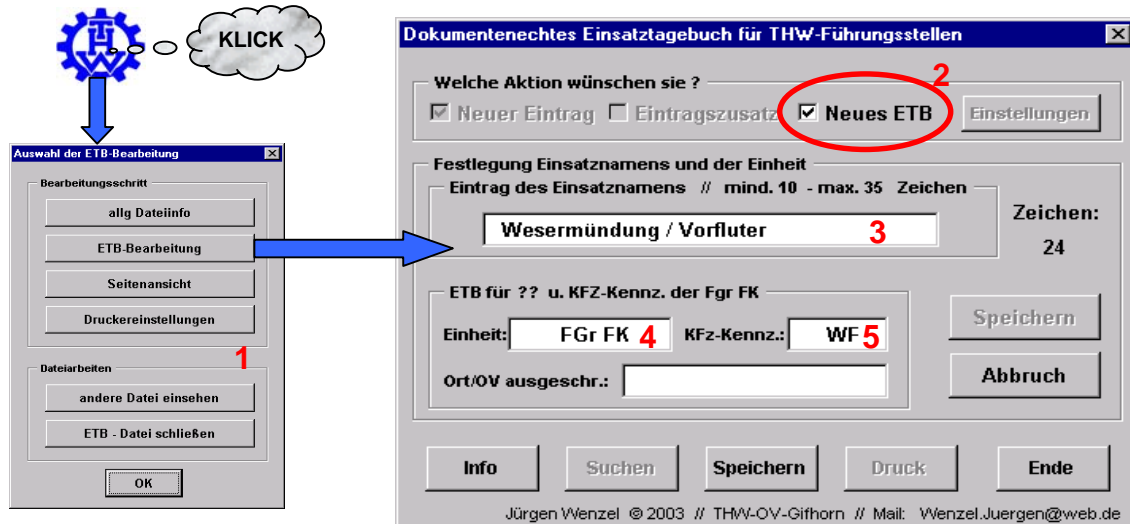 THW
KLICK
Auswahl der ETB-Bearbeitung
Bearbeitungsschritt
allg Dateiinfo
ETB-Bearbeitung
Seitenansicht
Druckereinstellungen
1
Dateiarbeiten
andere Datei einsehen
ETB - Datei schließen
OK
Dokumentenechtes Einsatztagebuch für THW-Führungsstellen
Welche Aktion wünschen sie ?
2
Neuer Eintrag Eintragszusatz Neues ETB Einstellungen
Festlegung Einsatznamens und der Einheit
Eintrag des Einsatznamens // mind. 10 - max. 35 Zeichen
Wesermündung / Vorfluter 3
Zeichen:
24
ETB für ?? u. KFZ-Kennz. der Fgr FK
Einheit: FGr FK 4 KFz-Kennz.: WF 5
Ort/OV ausgeschr.:
Speichern
Abbruch
Info Suchen Speichern Druck Ende
Jürgen Wenzel @ 2003 // THW-OV-Gifhorn // Mail: Wenzel.Juergen@web.de